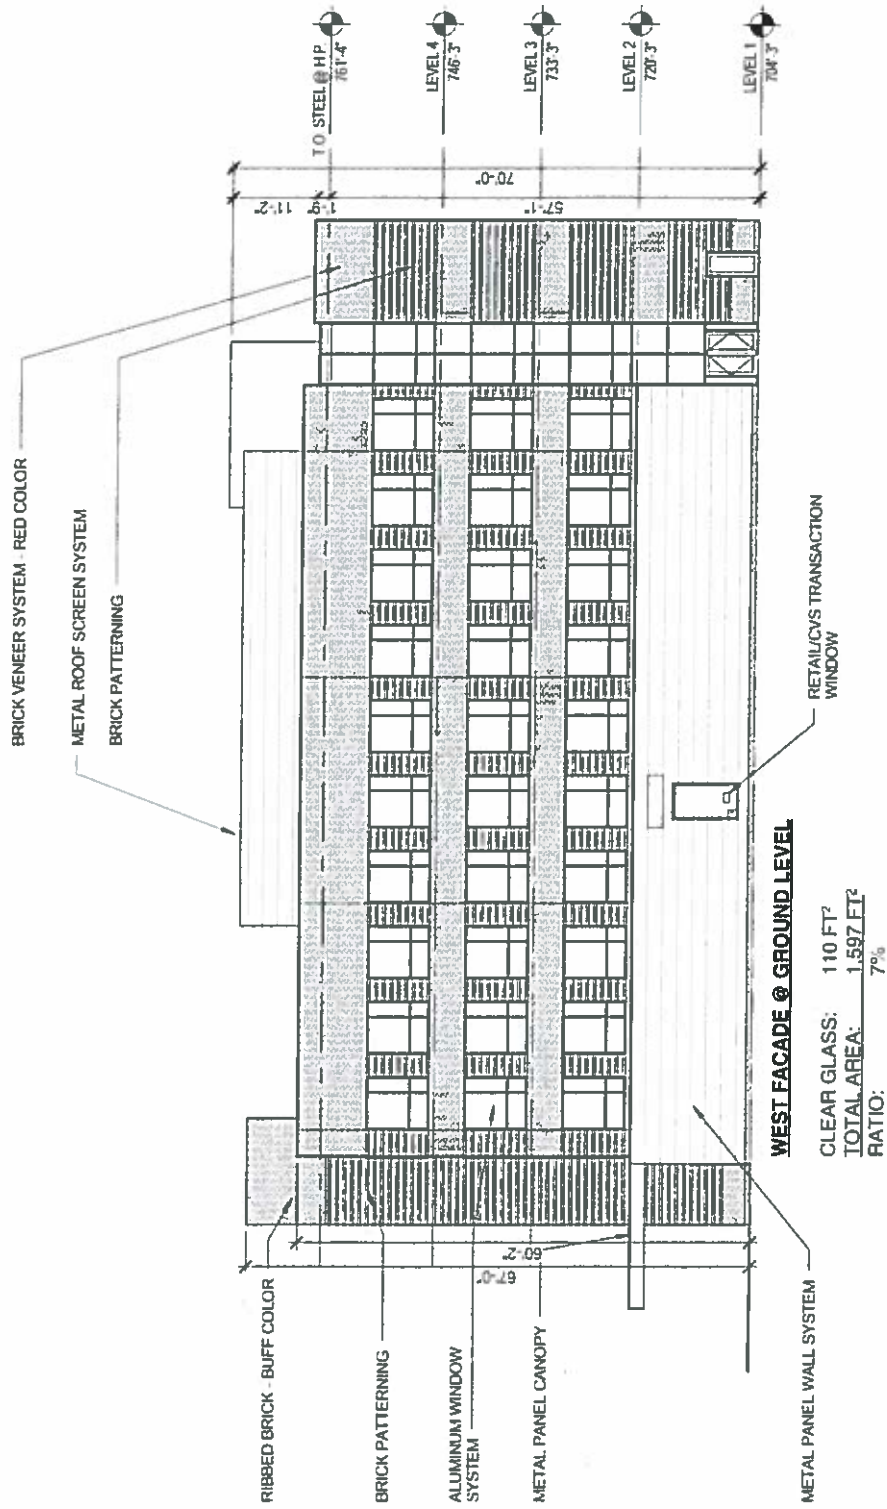 BRICK VENEER SYSTEM - RED COLOR
METAL ROOF SCREEN SYSTEM
BRICK PATTERNING
RIBBED BRICK - BUFF COLOR
BRICK PATTERNING
ALUMINUM WINDOW
SYSTEM
METAL PANEL CANOPY
METAL PANEL WALL SYSTEM
67'-0"
60'-2"
11'-2"
1'-9"
57'-1"
70'-0"
TO STEEL @ HP
761'-4"
LEVEL 4
746'-3"
LEVEL 3
733'-3"
LEVEL 2
720'-3"
LEVEL 1
704'-3"
RETAIL/CVS TRANSACTION
WINDOW
WEST FACADE @ GROUND LEVEL
CLEAR GLASS: 110 FT²
TOTAL AREA: 1,597 FT²
RATIO: 7%